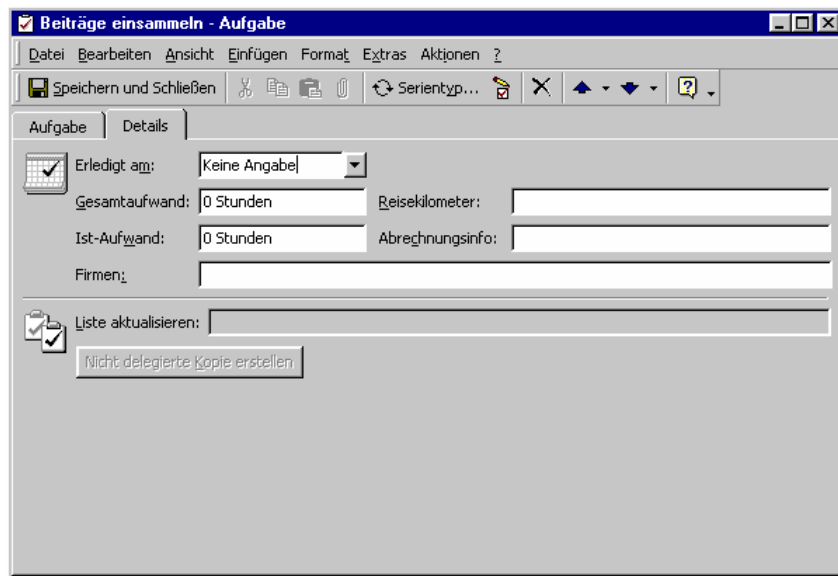 Beiträge einsammeln - Aufgabe
Datei Bearbeiten Ansicht Einfügen Format Extras Aktionen ?
Speichern und Schließen Serientyp...
Aufgabe Details
Erledigt am: Keine Angabe
Gesamtaufwand: 0 Stunden Reisekilometer:
Ist-Aufwand: 0 Stunden Abrechnungsinfo:
Firmen:
Liste aktualisieren:
Nicht delegierte Kopie erstellen